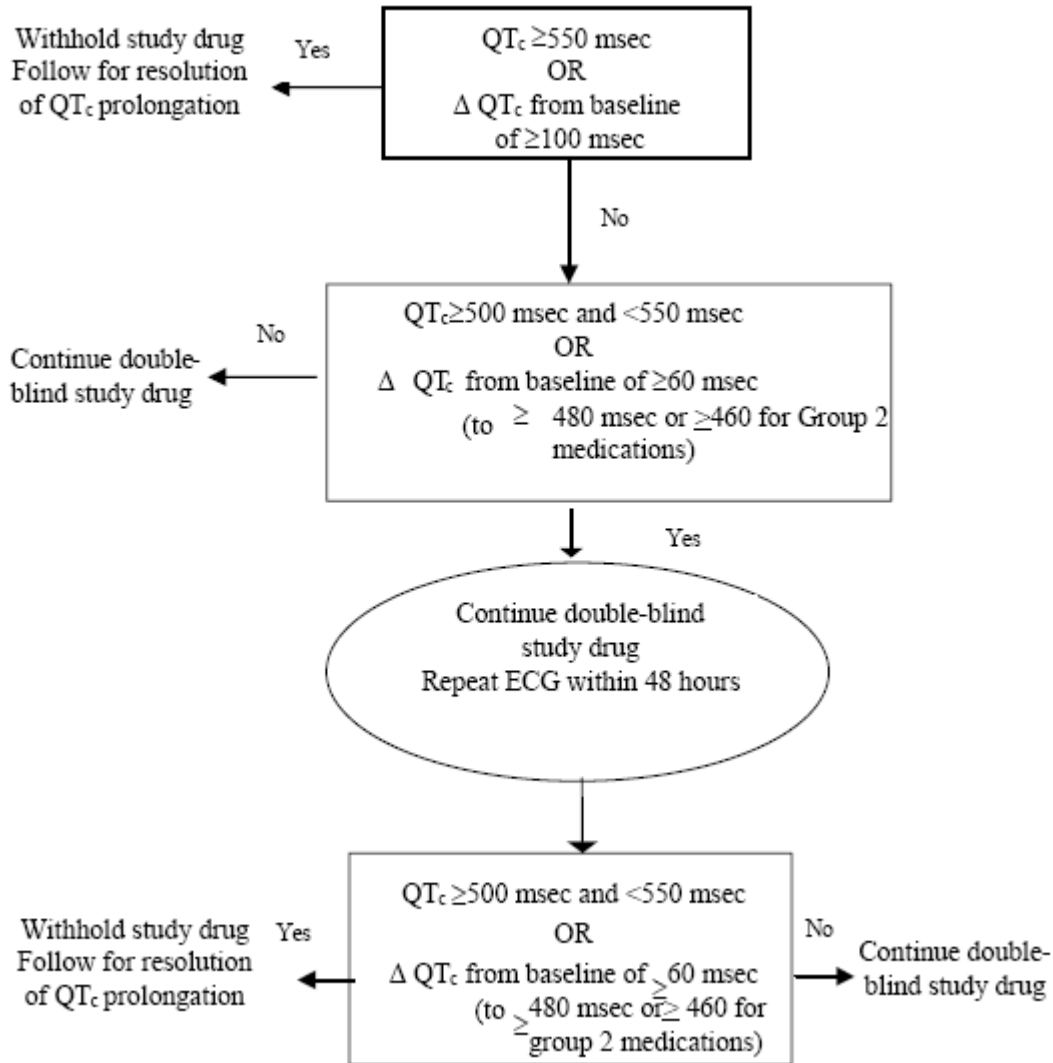 Withhold study drug
Follow for resolution
of QTc prolongation
Yes
QTc ≥550 msec
OR
Δ QTc from baseline
of ≥100 msec
No
QTc≥500 msec and <550 msec
OR
Δ QTc from baseline of ≥60 msec
(to ≥ 480 msec or ≥460 for Group 2
medications)
No
Continue double-
blind study drug
Yes
Continue double-blind
study drug
Repeat ECG within 48 hours
QTc ≥500 msec and <550 msec
OR
Δ QTc from baseline of ≥60 msec
(to ≥480 msec or≥ 460 for
group 2 medications)
Yes
Withhold study drug
Follow for resolution
of QTc prolongation
No
Continue double-
blind study drug